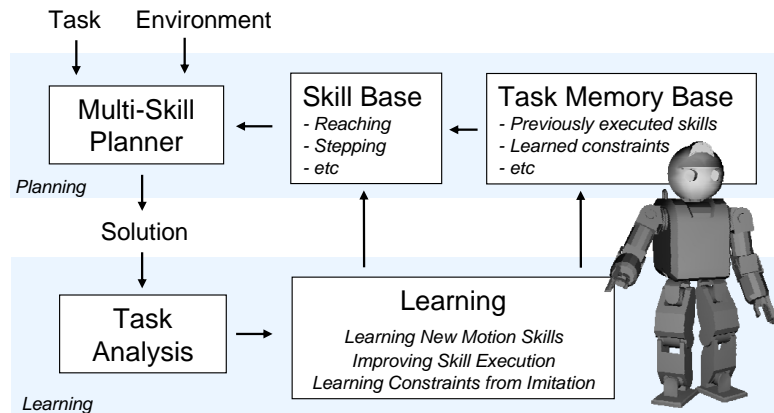 Task
Environment
Multi-Skill
Planner
Skill Base
- Reaching
- Stepping
- etc
Task Memory Base
- Previously executed skills
- Learned constraints
- etc
Planning
Solution
Task
Analysis
Learning
Learning New Motion Skills
Improving Skill Execution
Learning Constraints from Imitation
Learning